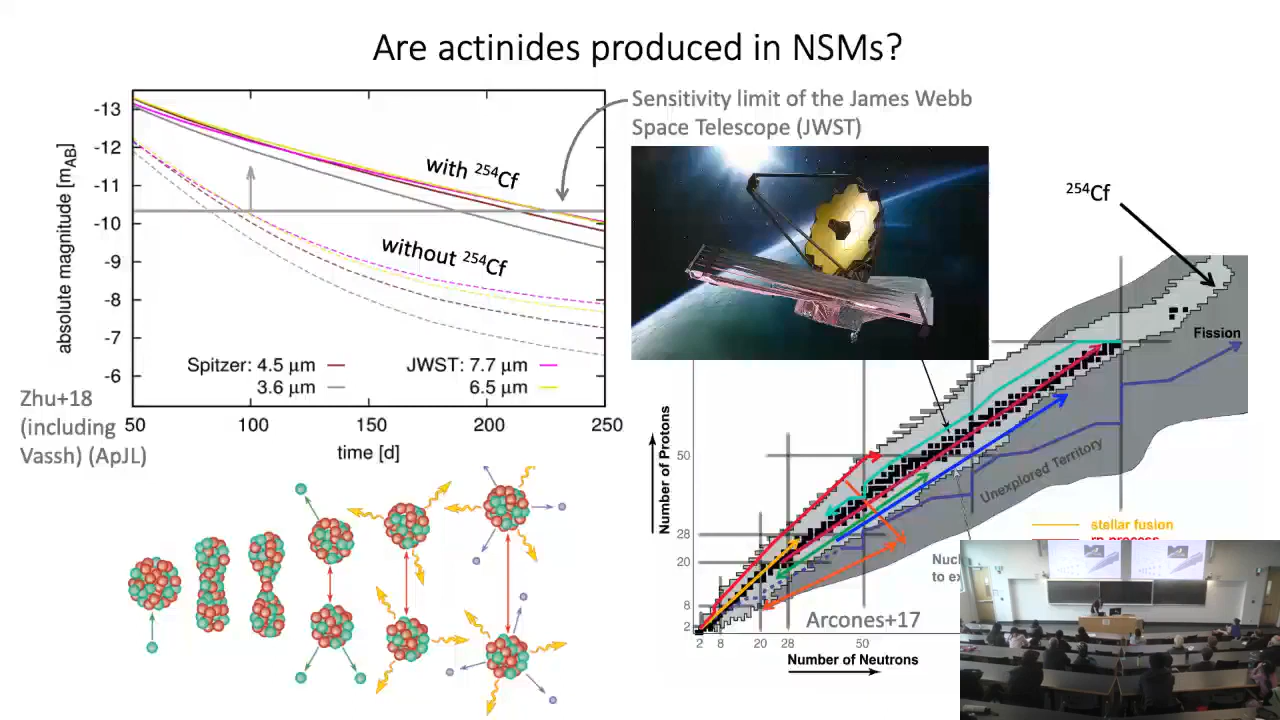 Are actinides produced in NSMs?
Sensitivity limit of the James Webb
Space Telescope (JWST)
-13
-12
-11
-10
-9
-8
-7
-6
absolute magnitude [mAB]
with 254Cf
without 254Cf
Spitzer: 4.5 μm
3.6 μm
JWST: 7.7 μm
6.5 μm
50
100
150
200
250
time [d]
Zhu+18
(including
Vassh) (ApJL)
254Cf
Fission
Unexplored Territory
Number of Protons
50
28
20
8
2
2
8
20
28
50
Number of Neutrons
stellar fusion
rp process
Nucl
to ex
Arcones+17